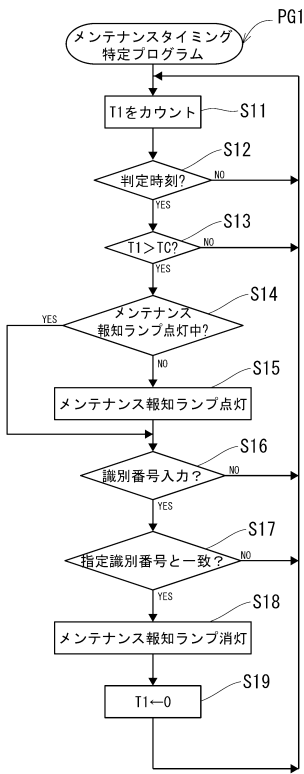 メンテナンスタイミング
特定プログラム
PG1
T1をカウント
S11
判定時刻?
S12
NO
YES
T1>TC?
S13
NO
YES
メンテナンス
報知ランプ点灯中?
S14
YES
NO
メンテナンス報知ランプ点灯
S15
識別番号入力?
S16
NO
YES
指定識別番号と一致?
S17
NO
YES
メンテナンス報知ランプ消灯
S18
T1←0
S19